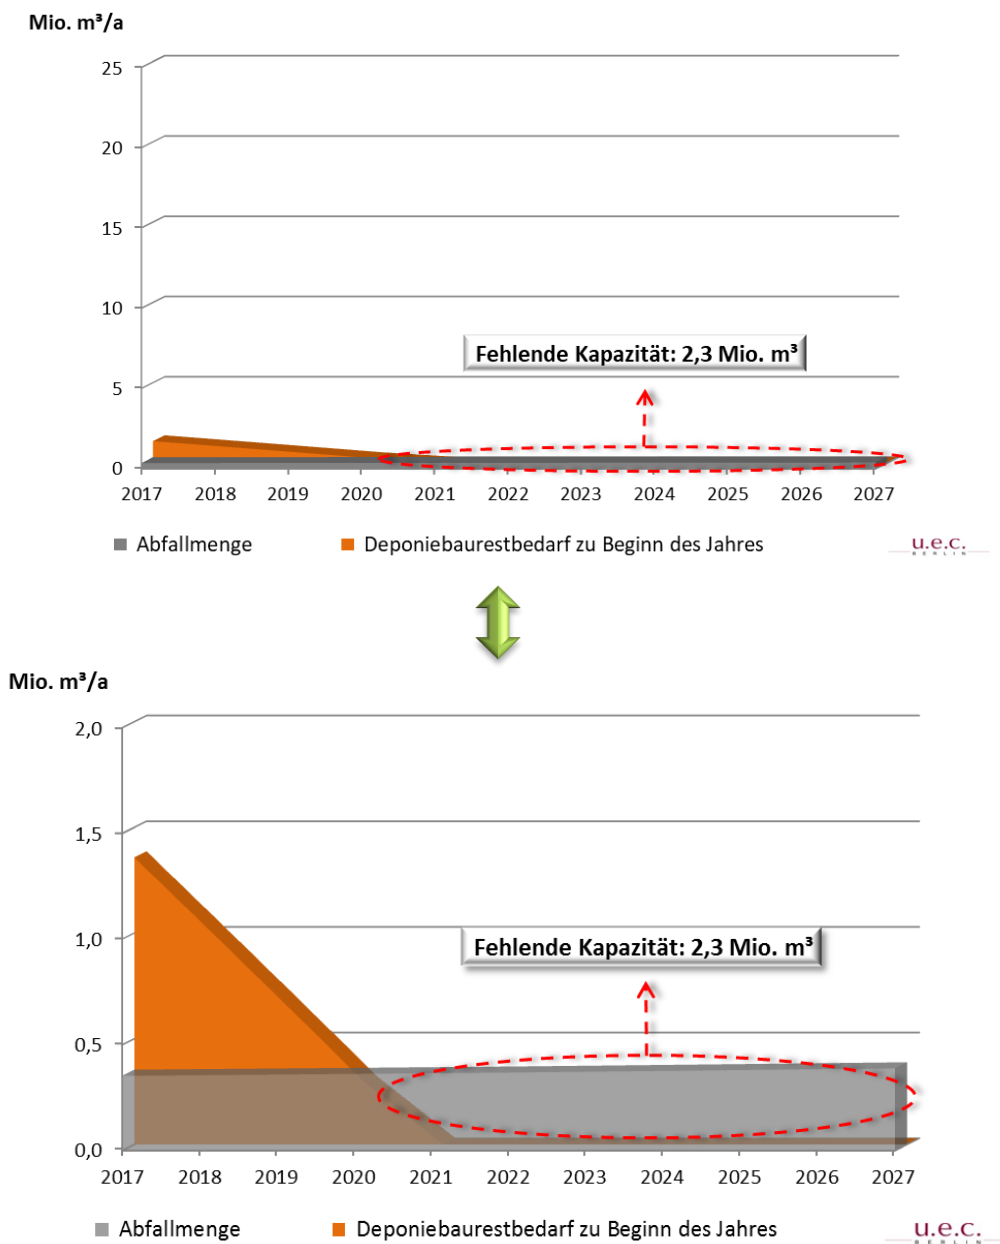 Mio. m³/a
25
20
15
10
5
0
Fehlende Kapazität: 2,3 Mio. m³
2017 2018 2019 2020 2021 2022 2023 2024 2025 2026 2027
Abfallmenge Deponiebaurestbedarf zu Beginn des Jahres
u.e.c.
BERLIN
Mio. m³/a
2,0
1,5
1,0
0,5
0,0
Fehlende Kapazität: 2,3 Mio. m³
2017 2018 2019 2020 2021 2022 2023 2024 2025 2026 2027
Abfallmenge Deponiebaurestbedarf zu Beginn des Jahres
u.e.c.
BERLIN